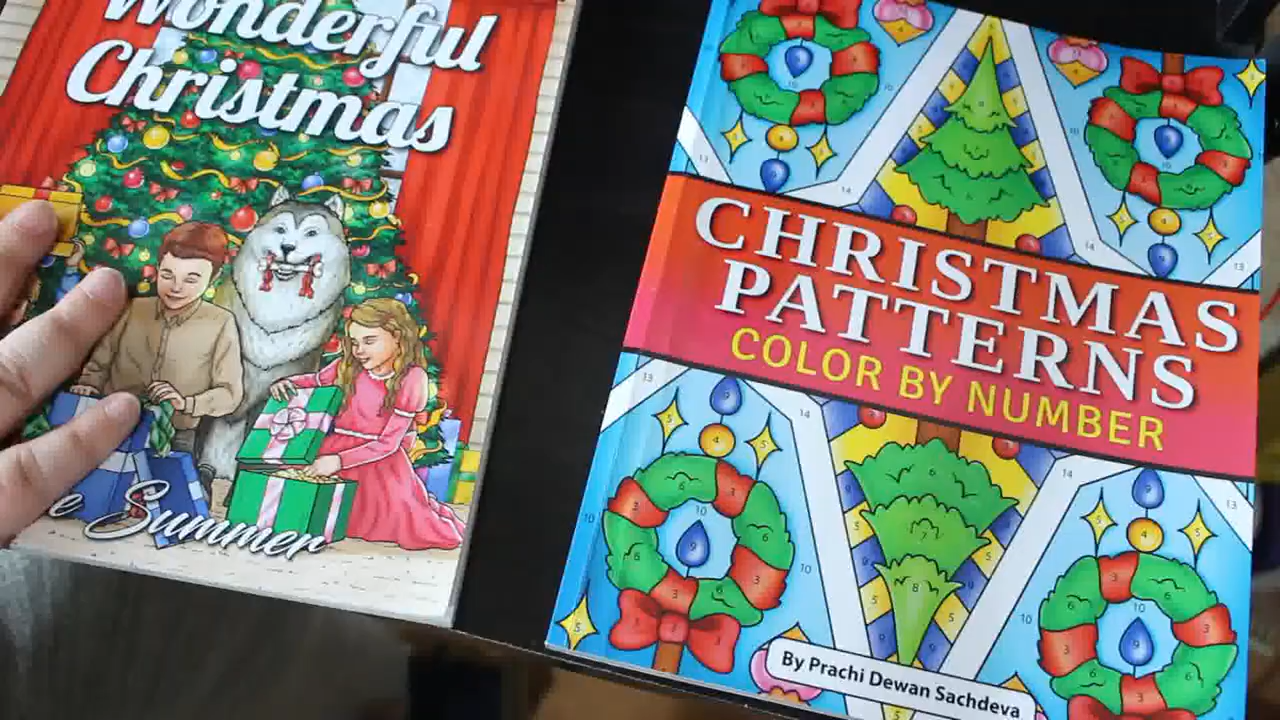 Wonderful
Christmas
e Summer
CHRISTMAS
PATTERNS
COLOR BY NUMBER
By Prachi Dewan Sachdeva